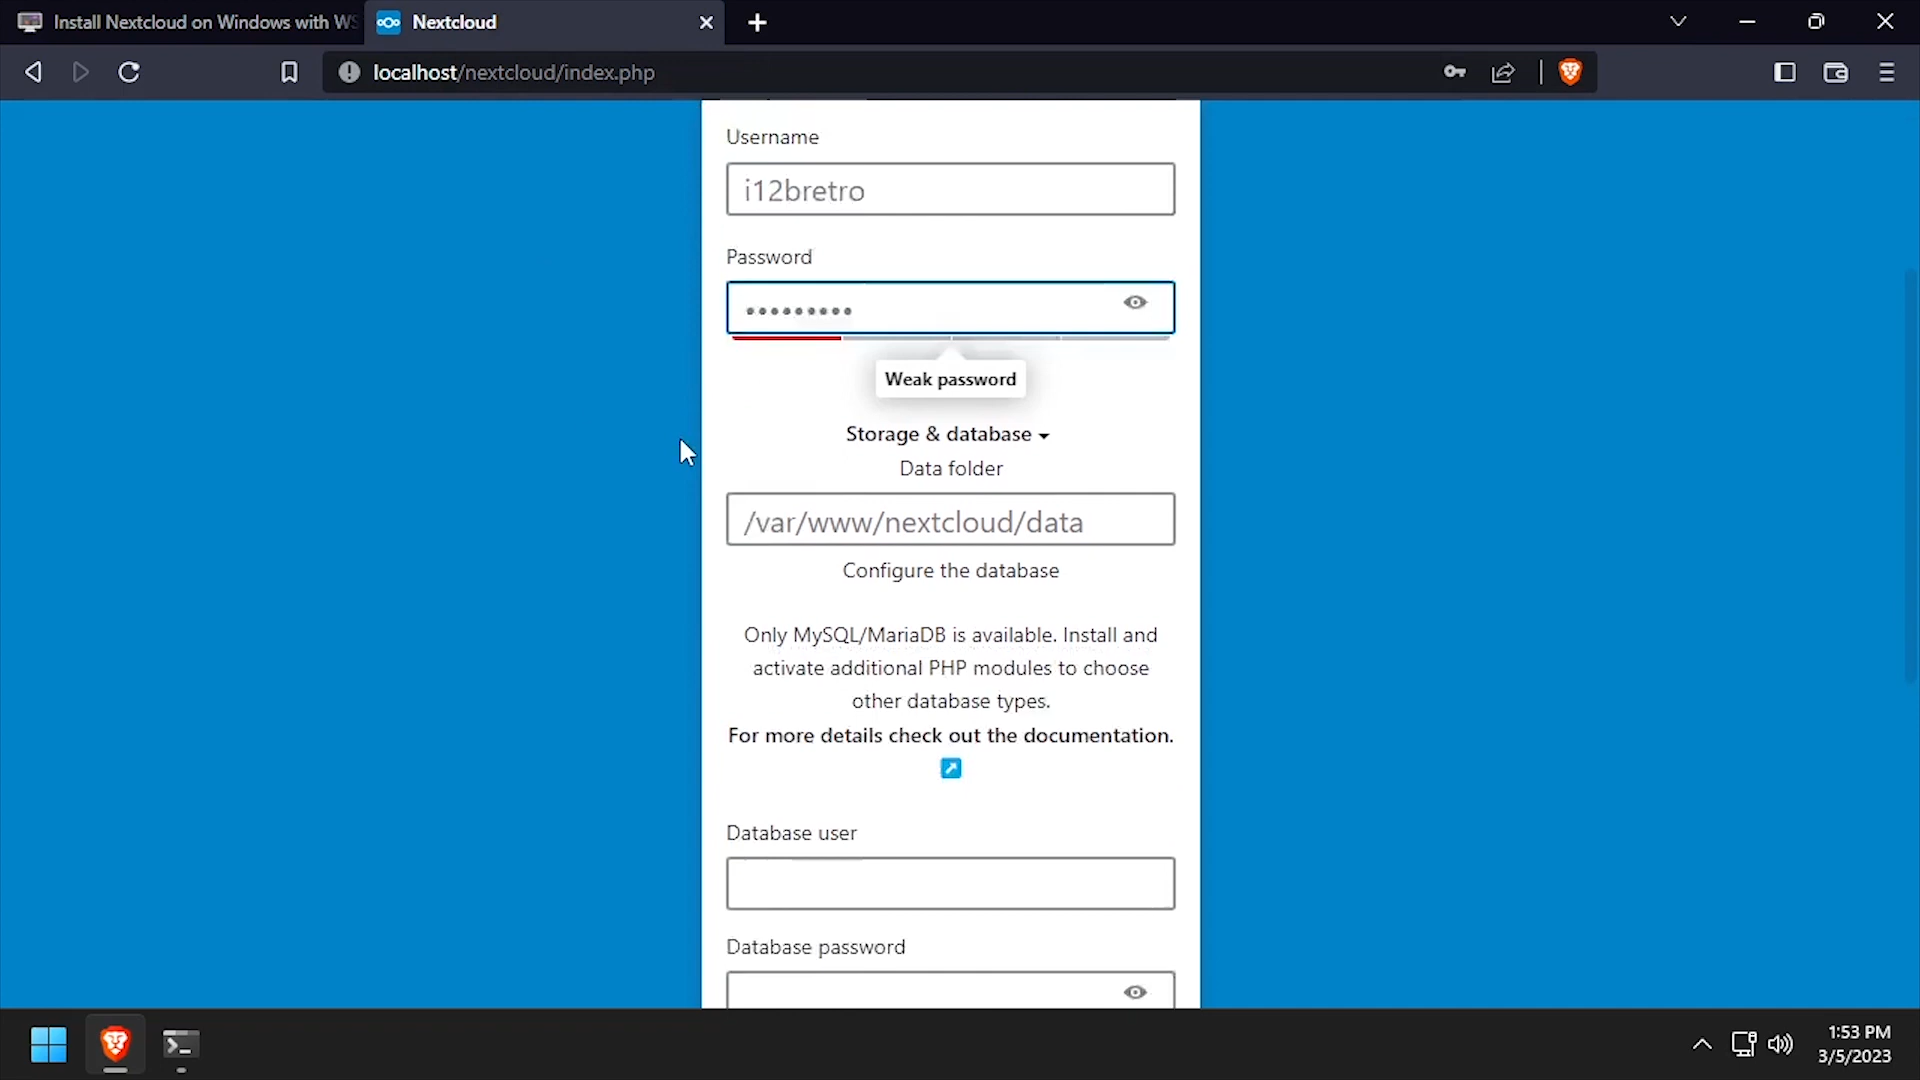 Install Nextcloud on Windows with WS
Nextcloud
localhost/nextcloud/index.php
Username
i12bretro
Password
•••••••••
Weak password
Storage & database
Data folder
/var/www/nextcloud/data
Configure the database
Only MySQL/MariaDB is available. Install and
activate additional PHP modules to choose
other database types.
For more details check out the documentation.
Database user
Database password
1:53 PM
3/5/2023